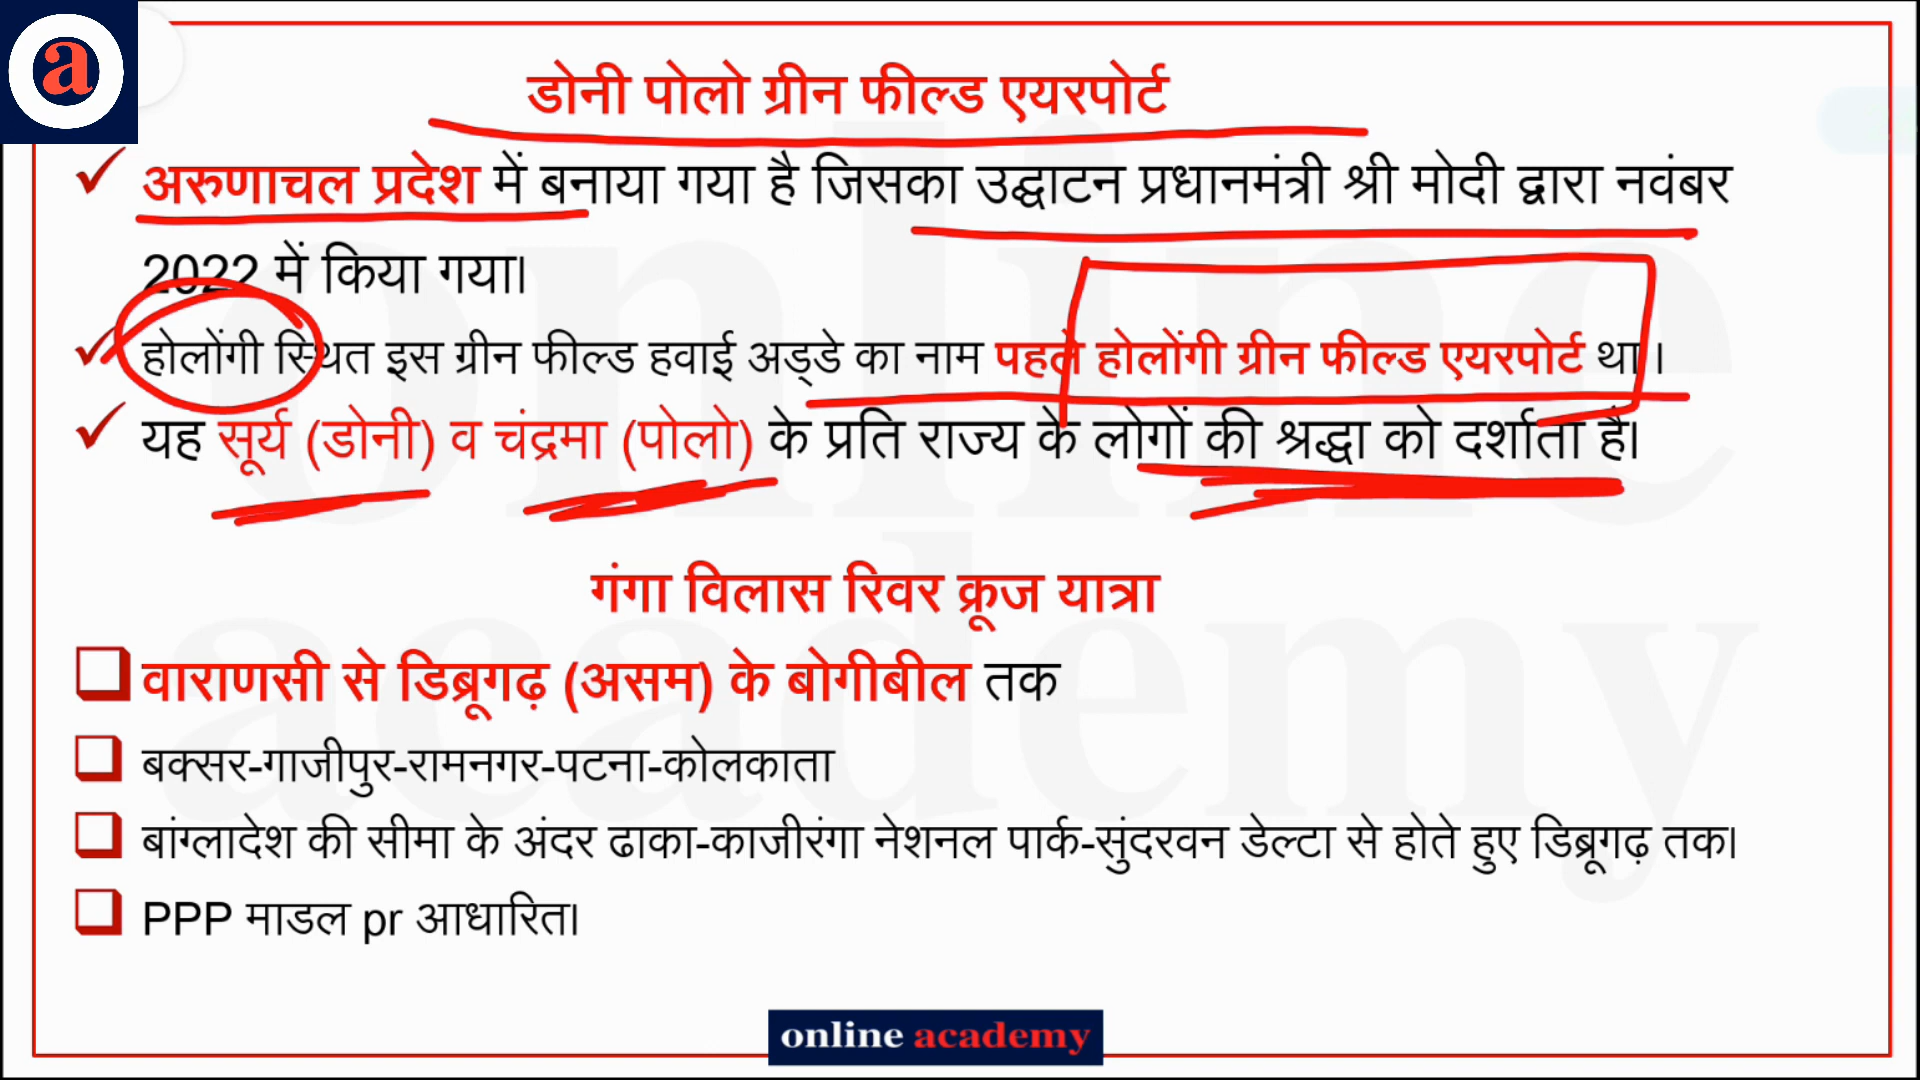 a
डोनी पोलो ग्रीन फील्ड एयरपोर्ट
अरुणाचल प्रदेश में बनाया गया है जिसका उद्घाटन प्रधानमंत्री श्री मोदी द्वारा नवंबर
2022 में किया गया।
होलोंगी स्थित इस ग्रीन फील्ड हवाई अड्डे का नाम पहले होलोंगी ग्रीन फील्ड एयरपोर्ट था ।
यह सूर्य (डोनी) व चंद्रमा (पोलो) के प्रति राज्य के लोगों की श्रद्धा को दर्शाता है।
गंगा विलास रिवर क्रूज यात्रा
वाराणसी से डिब्रूगढ़ (असम) के बोगीबील तक
बक्सर-गाजीपुर-रामनगर-पटना-कोलकाता
बांग्लादेश की सीमा के अंदर ढाका-काजीरंगा नेशनल पार्क-सुंदरवन डेल्टा से होते हुए डिब्रूगढ़ तक।
PPP माडल pr आधारित।
online academy
online
academy